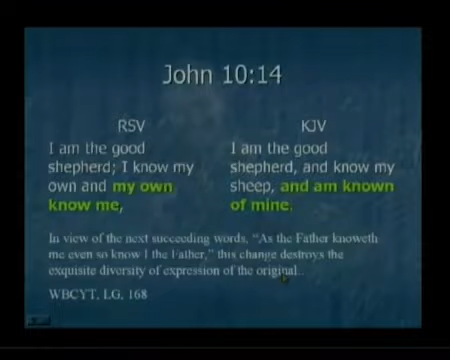 John 10:14
RSV
I am the good
shepherd; I know my
own and my own
know me,
KJV
I am the good
shepherd, and know my
sheep, and am known
of mine.
In view of the next succeeding words, "As the Father knoweth
me even so know I the Father," this change destroys the
exquisite diversity of expression of the original..
WBCYT, LG, 168